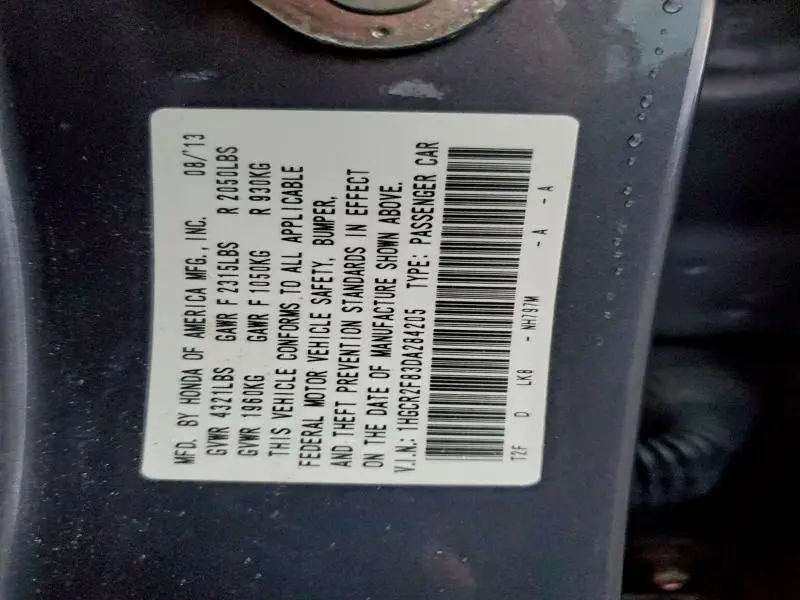 MFD. BY HONDA OF AMERICA MFG., INC. 08/'13
GVWR 4321LBS GAWR F 2315LBS R 2050LBS
GVWR 1960KG GAWR F 1050KG R 930KG
THIS VEHICLE CONFORMS TO ALL APPLICABLE
FEDERAL MOTOR VEHICLE SAFETY, BUMPER,
AND THEFT PREVENTION STANDARDS IN EFFECT
ON THE DATE OF MANUFACTURE SHOWN ABOVE.
V.I.N.: 1HGCR2F83DA284205 TYPE: PASSENGER CAR
T2F D LK8 - NH797M - A - A